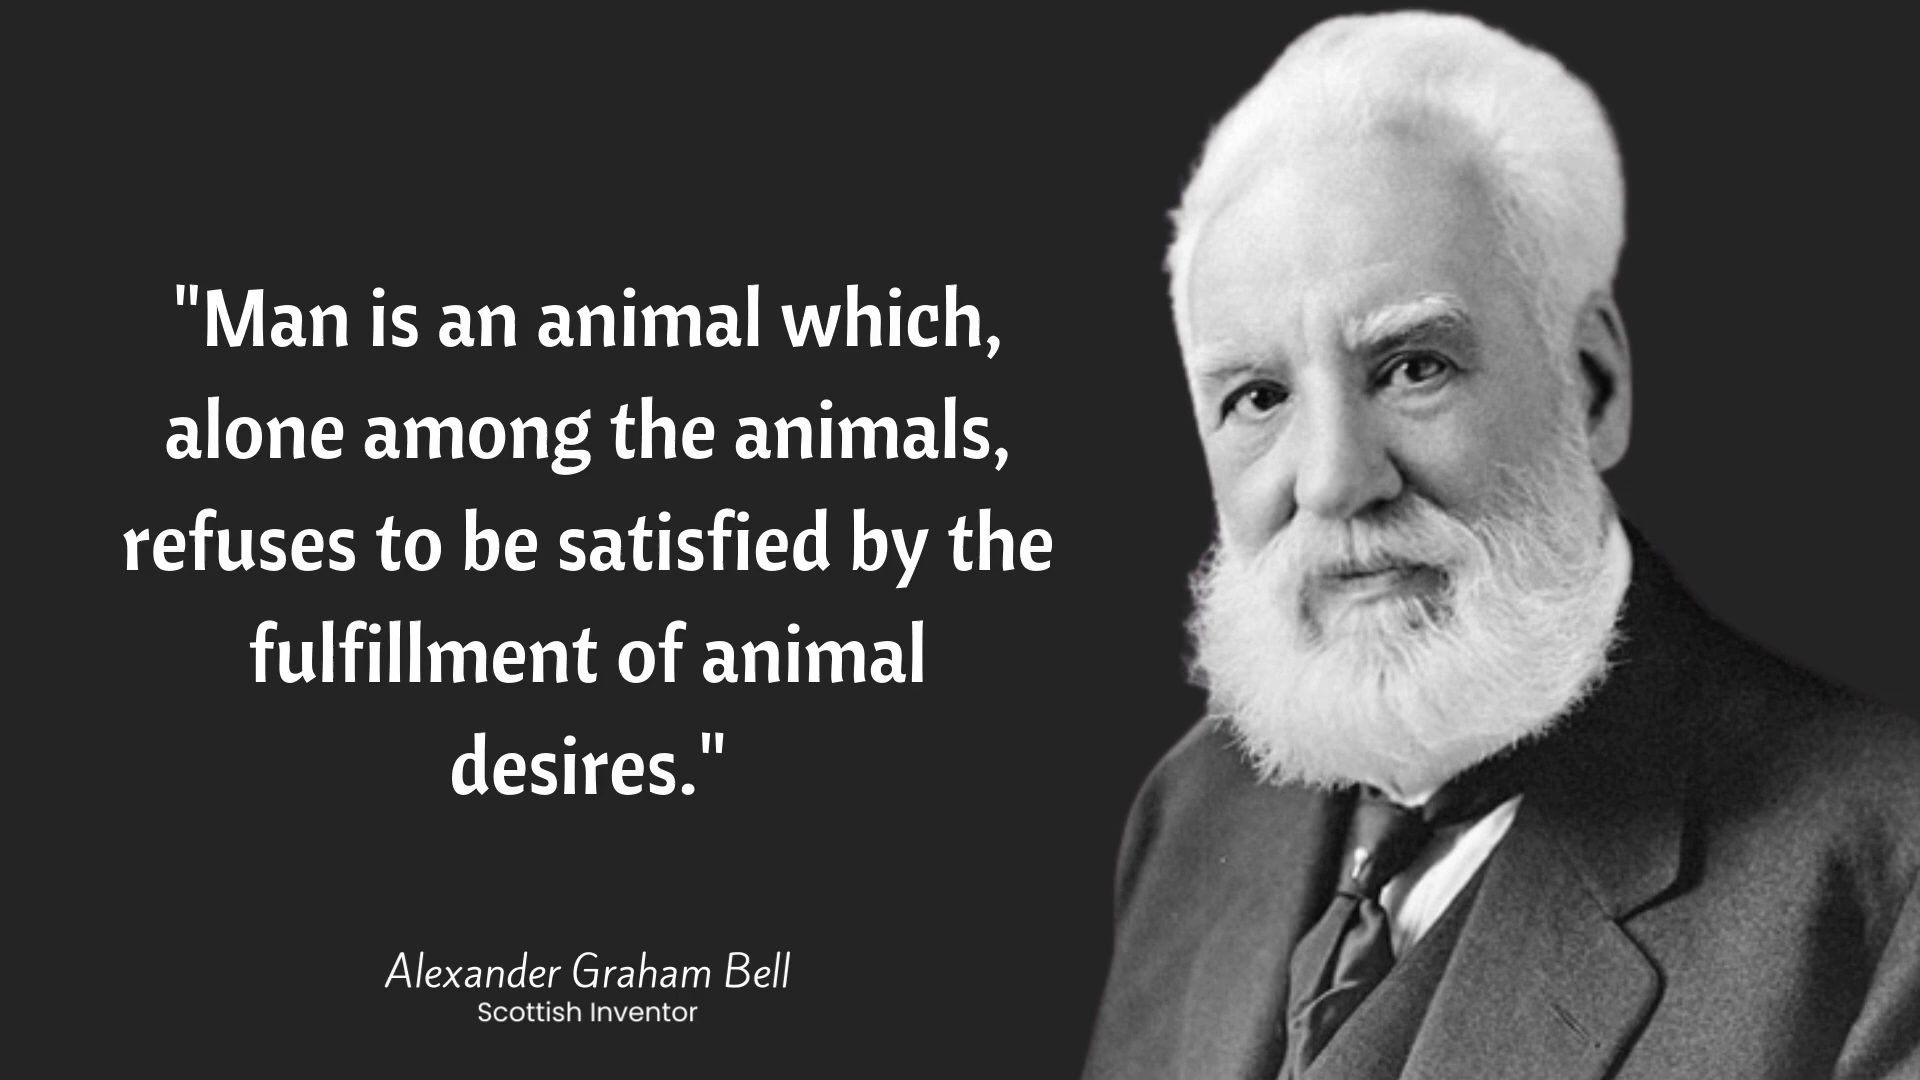 "Man is an animal which,
alone among the animals,
refuses to be satisfied by the
fulfillment of animal
desires."
Alexander Graham Bell
Scottish Inventor